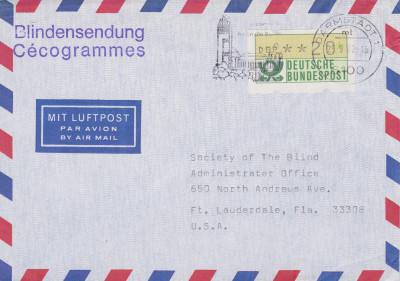 Blindensendung
Cécogrammes
DARMSTADT 1
DEUTSCHE
BUNDESPOST
MIT LUFTPOST
PAR AVION
BY AIR MAIL
Society of The Blind
Administrator Office
650 North Andrews Ave.
Ft. Lauderdale, Fla. 33308
U.S.A.